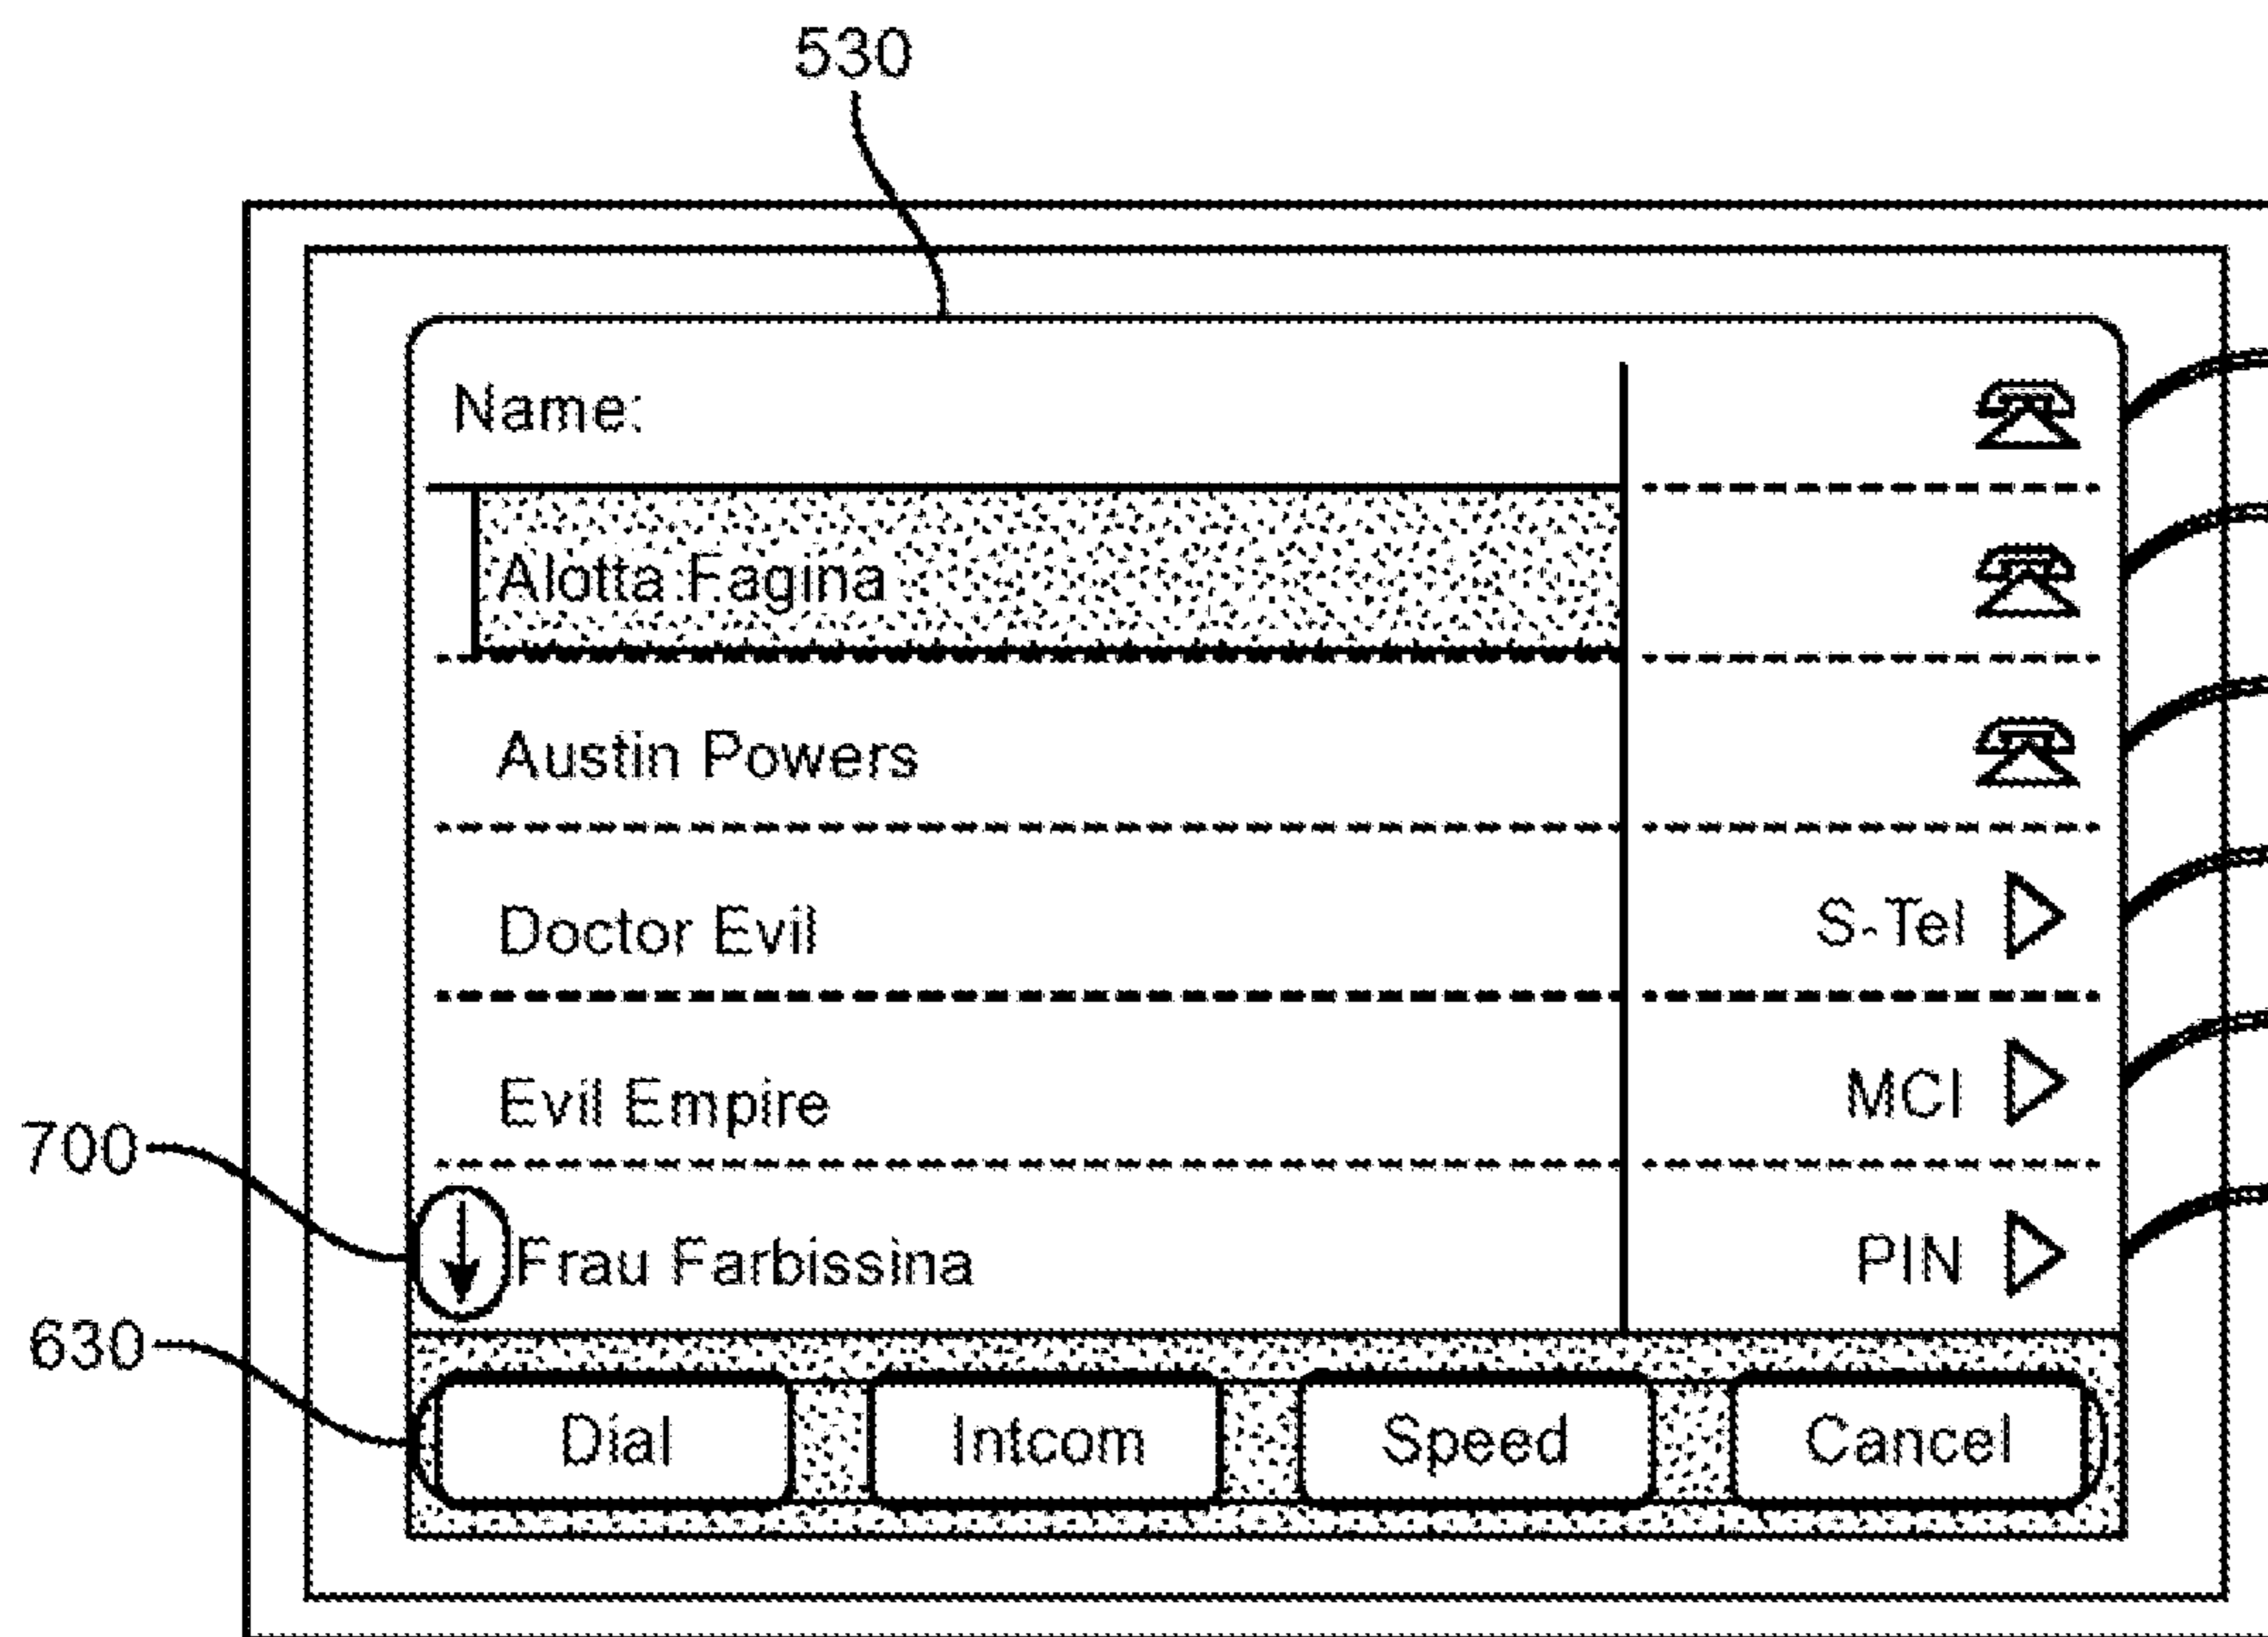 530
Name:
Alotta Fagina
Austin Powers
Doctor Evil
S-Tel
Evil Empire
MCI
700
Frau Farbissina
PIN
630
Dial
Intcom
Speed
Cancel